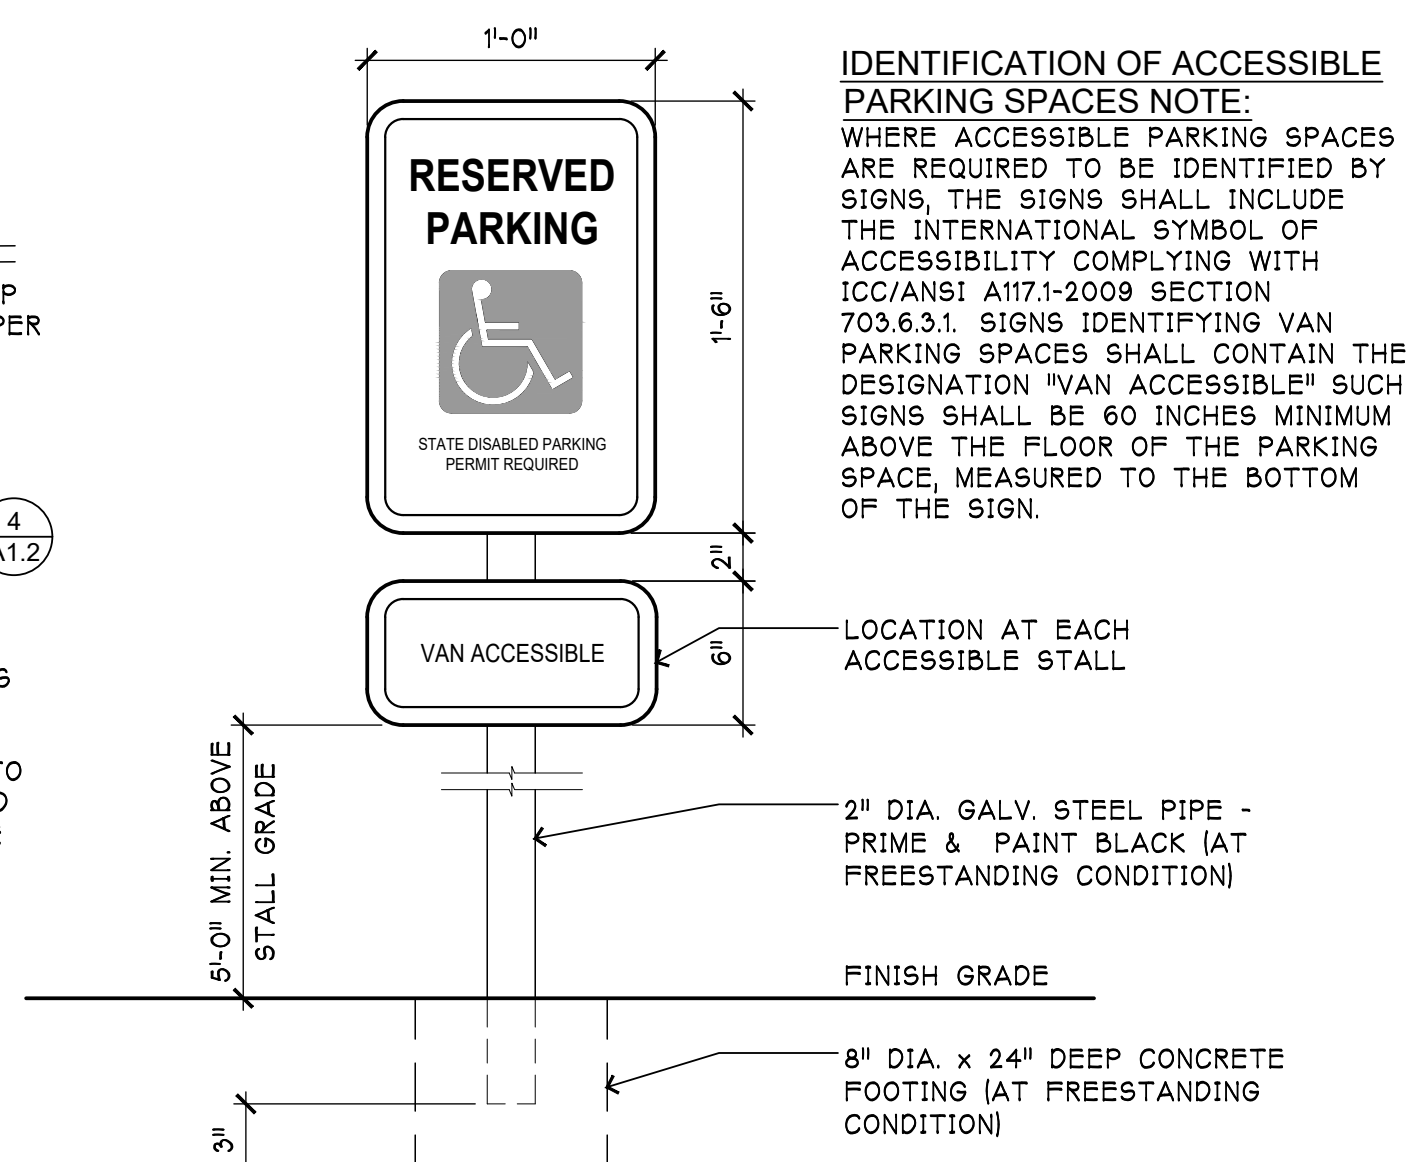 1'-0"
IDENTIFICATION OF ACCESSIBLE
PARKING SPACES NOTE:
WHERE ACCESSIBLE PARKING SPACES
ARE REQUIRED TO BE IDENTIFIED BY
SIGNS, THE SIGNS SHALL INCLUDE
THE INTERNATIONAL SYMBOL OF
ACCESSIBILITY COMPLYING WITH
ICC/ANSI A117.1-2009 SECTION
703.6.3.1. SIGNS IDENTIFYING VAN
PARKING SPACES SHALL CONTAIN THE
DESIGNATION "VAN ACCESSIBLE" SUCH
SIGNS SHALL BE 60 INCHES MINIMUM
ABOVE THE FLOOR OF THE PARKING
SPACE, MEASURED TO THE BOTTOM
OF THE SIGN.
RESERVED
PARKING
STATE DISABLED PARKING
PERMIT REQUIRED
1'-6"
2"
6"
VAN ACCESSIBLE
LOCATION AT EACH
ACCESSIBLE STALL
4
A1.2
5'-0" MIN. ABOVE
STALL GRADE
2" DIA. GALV. STEEL PIPE -
PRIME & PAINT BLACK (AT
FREESTANDING CONDITION)
FINISH GRADE
8" DIA. x 24" DEEP CONCRETE
FOOTING (AT FREESTANDING
CONDITION)
3"